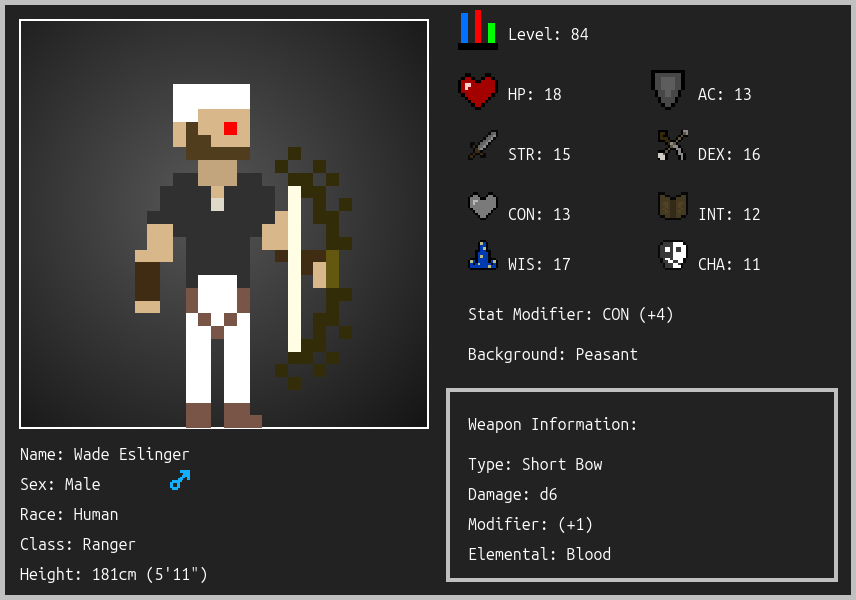 Level: 84
HP: 18
AC: 13
STR: 15
DEX: 16
CON: 13
INT: 12
WIS: 17
CHA: 11
Stat Modifier: CON (+4)
Background: Peasant
Weapon Information:
Type: Short Bow
Damage: d6
Modifier: (+1)
Elemental: Blood
Name: Wade Eslinger
Sex: Male
Race: Human
Class: Ranger
Height: 181cm (5'11")